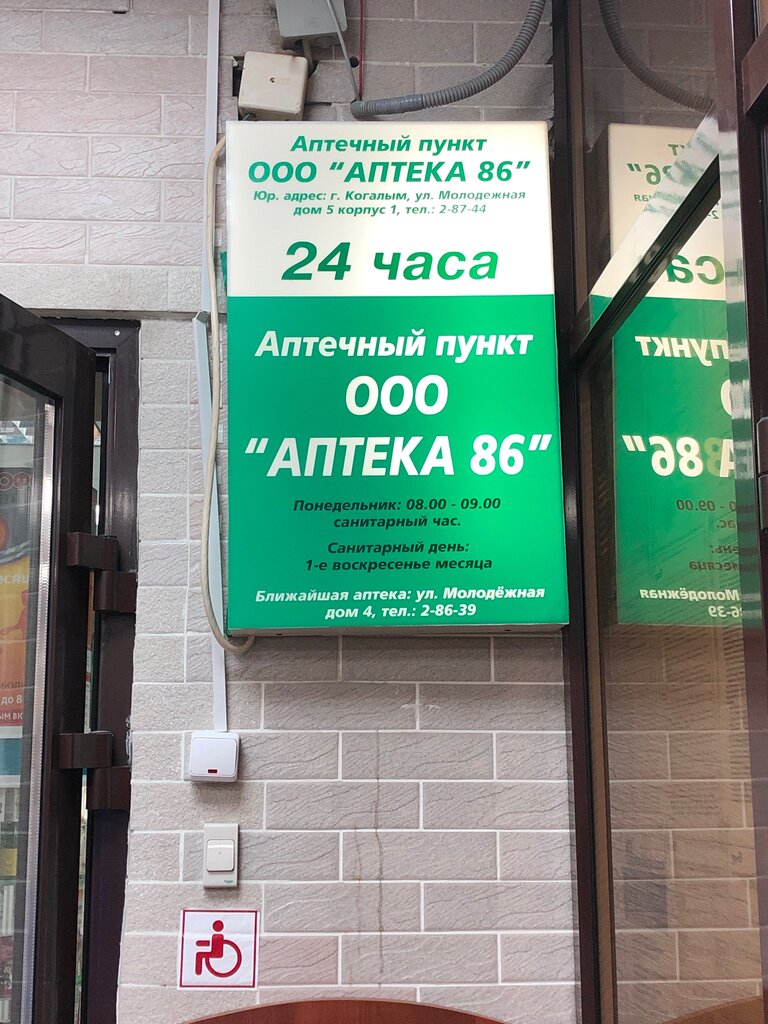 Аптечный пункт
ООО "АПТЕКА 86"
Юр. адрес: г. Когалым, ул. Молодежная
дом 5 корпус 1, тел.: 2-87-44
24 часа
Аптечный пункт
ООО
"АПТЕКА 86"
Понедельник: 08.00 - 09.00
санитарный час.
Санитарный день:
1-е воскресенье месяца
Ближайшая аптека: ул. Молодёжная
дом 4, тел.: 2-86-39
до 8